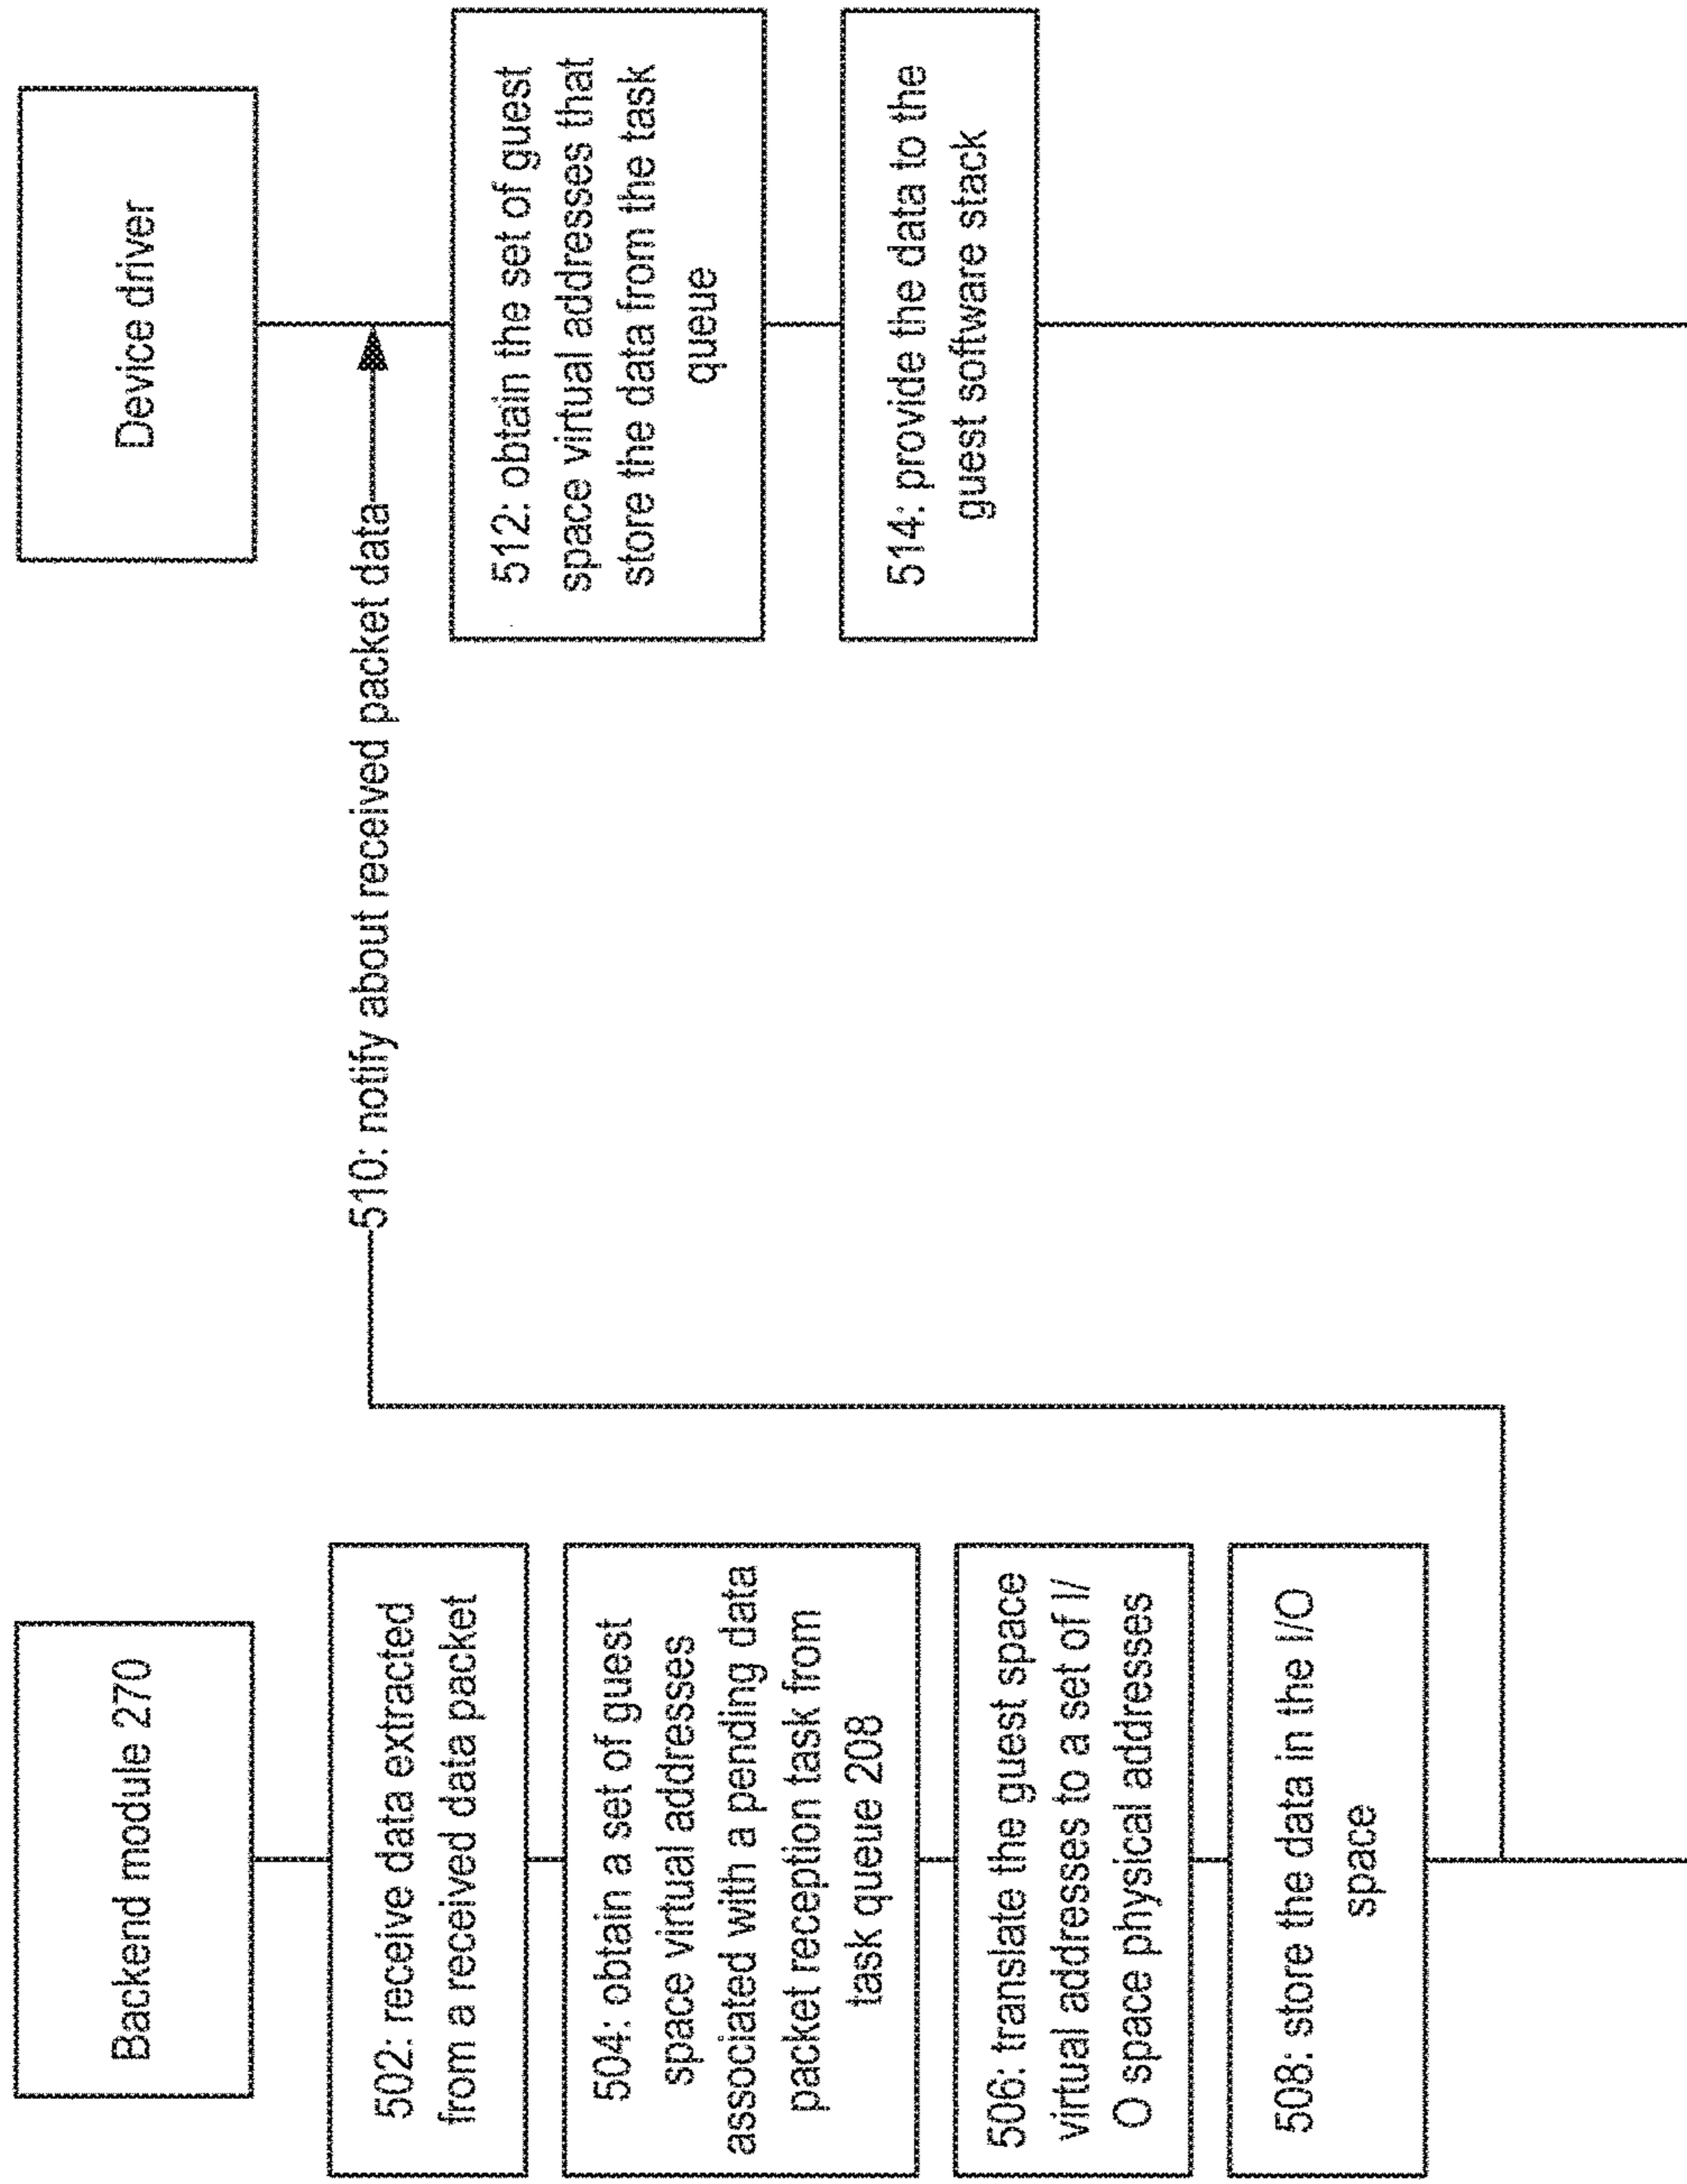 Backend module 270
502: receive data extracted
from a received data packet
504: obtain a set of guest
space virtual addresses
associated with a pending data
packet reception task from
task queue 208
506: translate the guest space
virtual addresses to a set of I/
O space physical addresses
508: store the data in the I/O
space
510: notify about received packet data
Device driver
512: obtain the set of guest
space virtual addresses that
store the data from the task
queue
514: provide the data to the
guest software stack